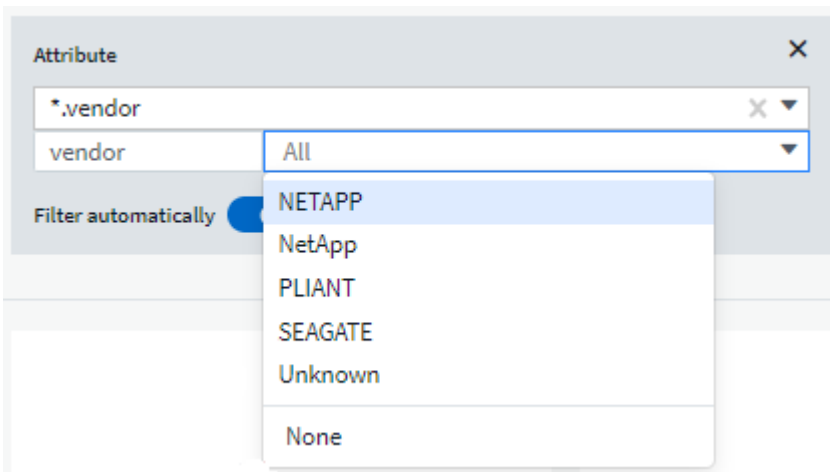 Attribute
*.vendor
vendor All
Filter automatically
NETAPP
NetApp
PLIANT
SEAGATE
Unknown
None